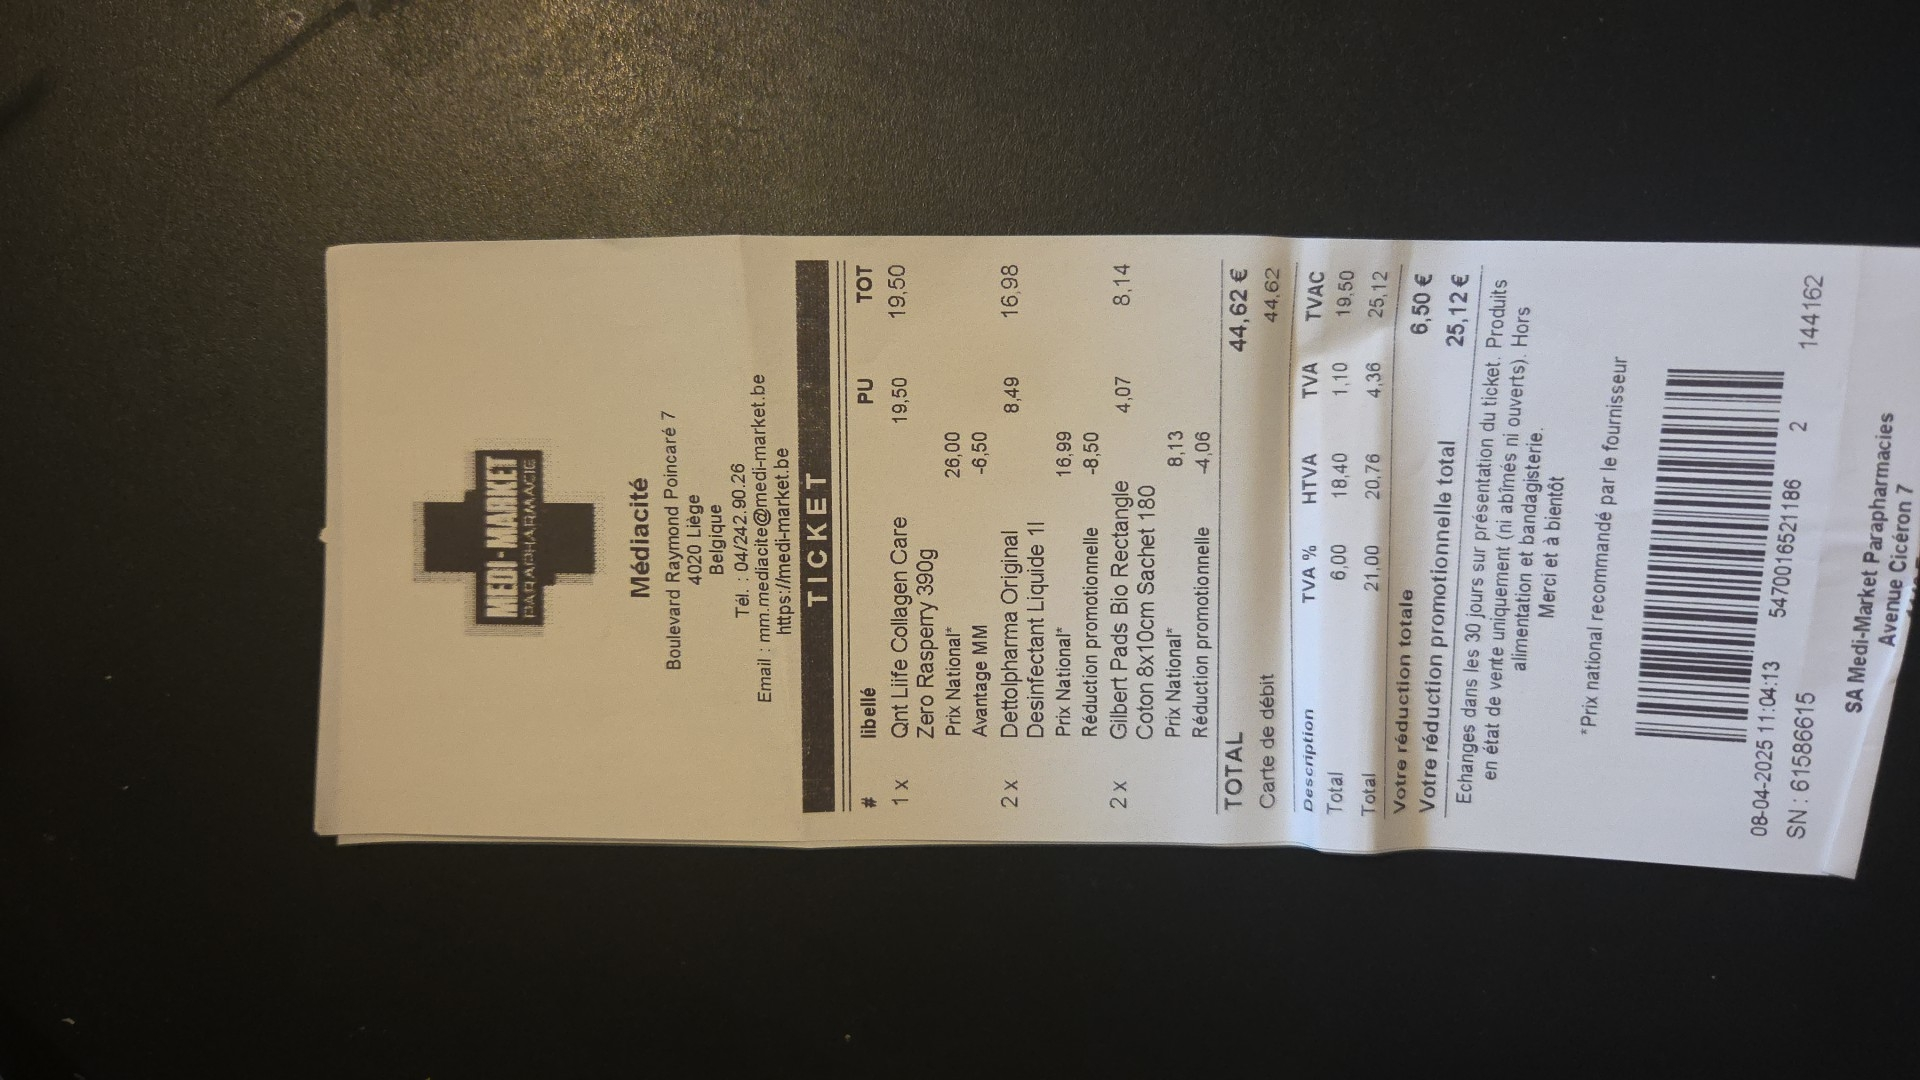 MEDI-MARKET
PARAPHARMACIE
Médiacité
Boulevard Raymond Poincaré 7
4020 Liège
Belgique
Tél. : 04/242.90.26
Email : mm.mediacite@medi-market.be
https://medi-market.be
TICKET
# libellé PU TOT
1 x Qnt Llife Collagen Care 19,50 19,50
Zero Rasperry 390g
Prix National* 26,00
Avantage MM -6,50
2 x Dettolpharma Original 8,49 16,98
Desinfectant Liquide 1l
Prix National* 16,99
Réduction promotionnelle -8,50
2 x Gilbert Pads Bio Rectangle 4,07 8,14
Coton 8x10cm Sachet 180
Prix National* 8,13
Réduction promotionnelle -4,06
TOTAL 44,62 €
Carte de débit 44,62
Description TVA % HTVA TVA TVAC
Total 6,00 18,40 1,10 19,50
Total 21,00 20,76 4,36 25,12
Votre réduction totale 6,50 €
Votre réduction promotionnelle total 25,12 €
Echanges dans les 30 jours sur présentation du ticket. Produits
en état de vente uniquement (ni abîmés ni ouverts). Hors
alimentation et bandagisterie.
Merci et à bientôt
*Prix national recommandé par le fournisseur
08-04-2025 11:04:13 5470016521186 2 144162
SN : 61586615
SA Medi-Market Parapharmacies
Avenue Cicéron 7